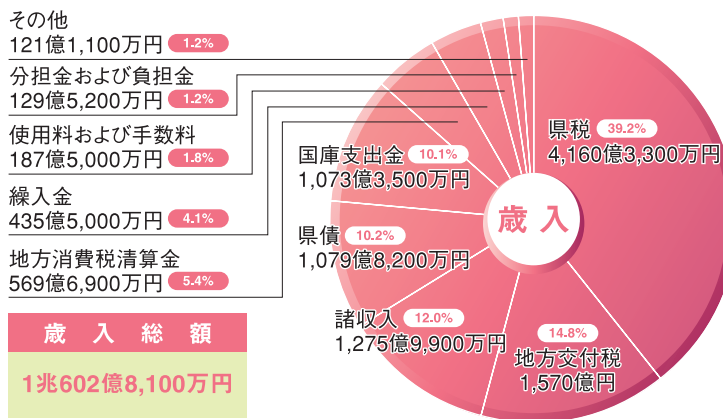 その他
121億1,100万円 1.2%
分担金および負担金
129億5,200万円 1.2%
使用料および手数料
187億5,000万円 1.8%
繰入金
435億5,000万円 4.1%
地方消費税清算金
569億6,900万円 5.4%
歳入総額
1兆602億8,100万円
県税 39.2%
4,160億3,300万円
国庫支出金 10.1%
1,073億3,500万円
歳入
県債 10.2%
1,079億8,200万円
諸収入 12.0%
1,275億9,900万円
14.8%
地方交付税
1,570億円